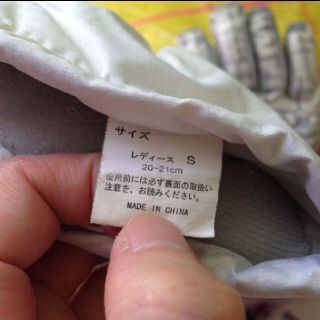 サイズ
レディース S
20-21cm
使用前には必ず裏面の取扱い
注意を、お読みください。
MADE IN CHINA